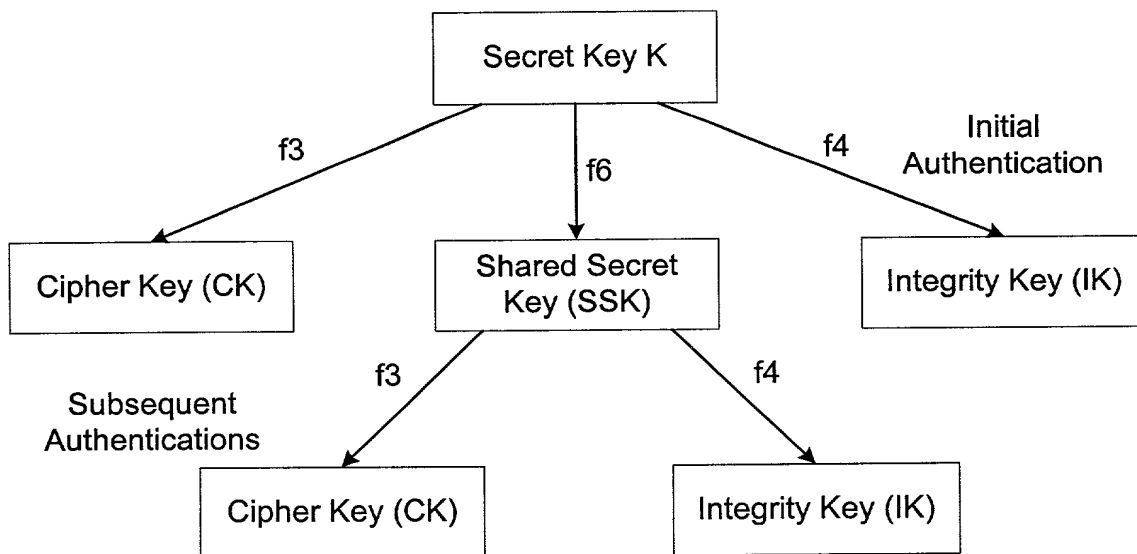 Secret Key K
f3
f6
f4
Initial
Authentication
Cipher Key (CK)
Shared Secret
Key (SSK)
Integrity Key (IK)
f3
f4
Subsequent
Authentications
Cipher Key (CK)
Integrity Key (IK)